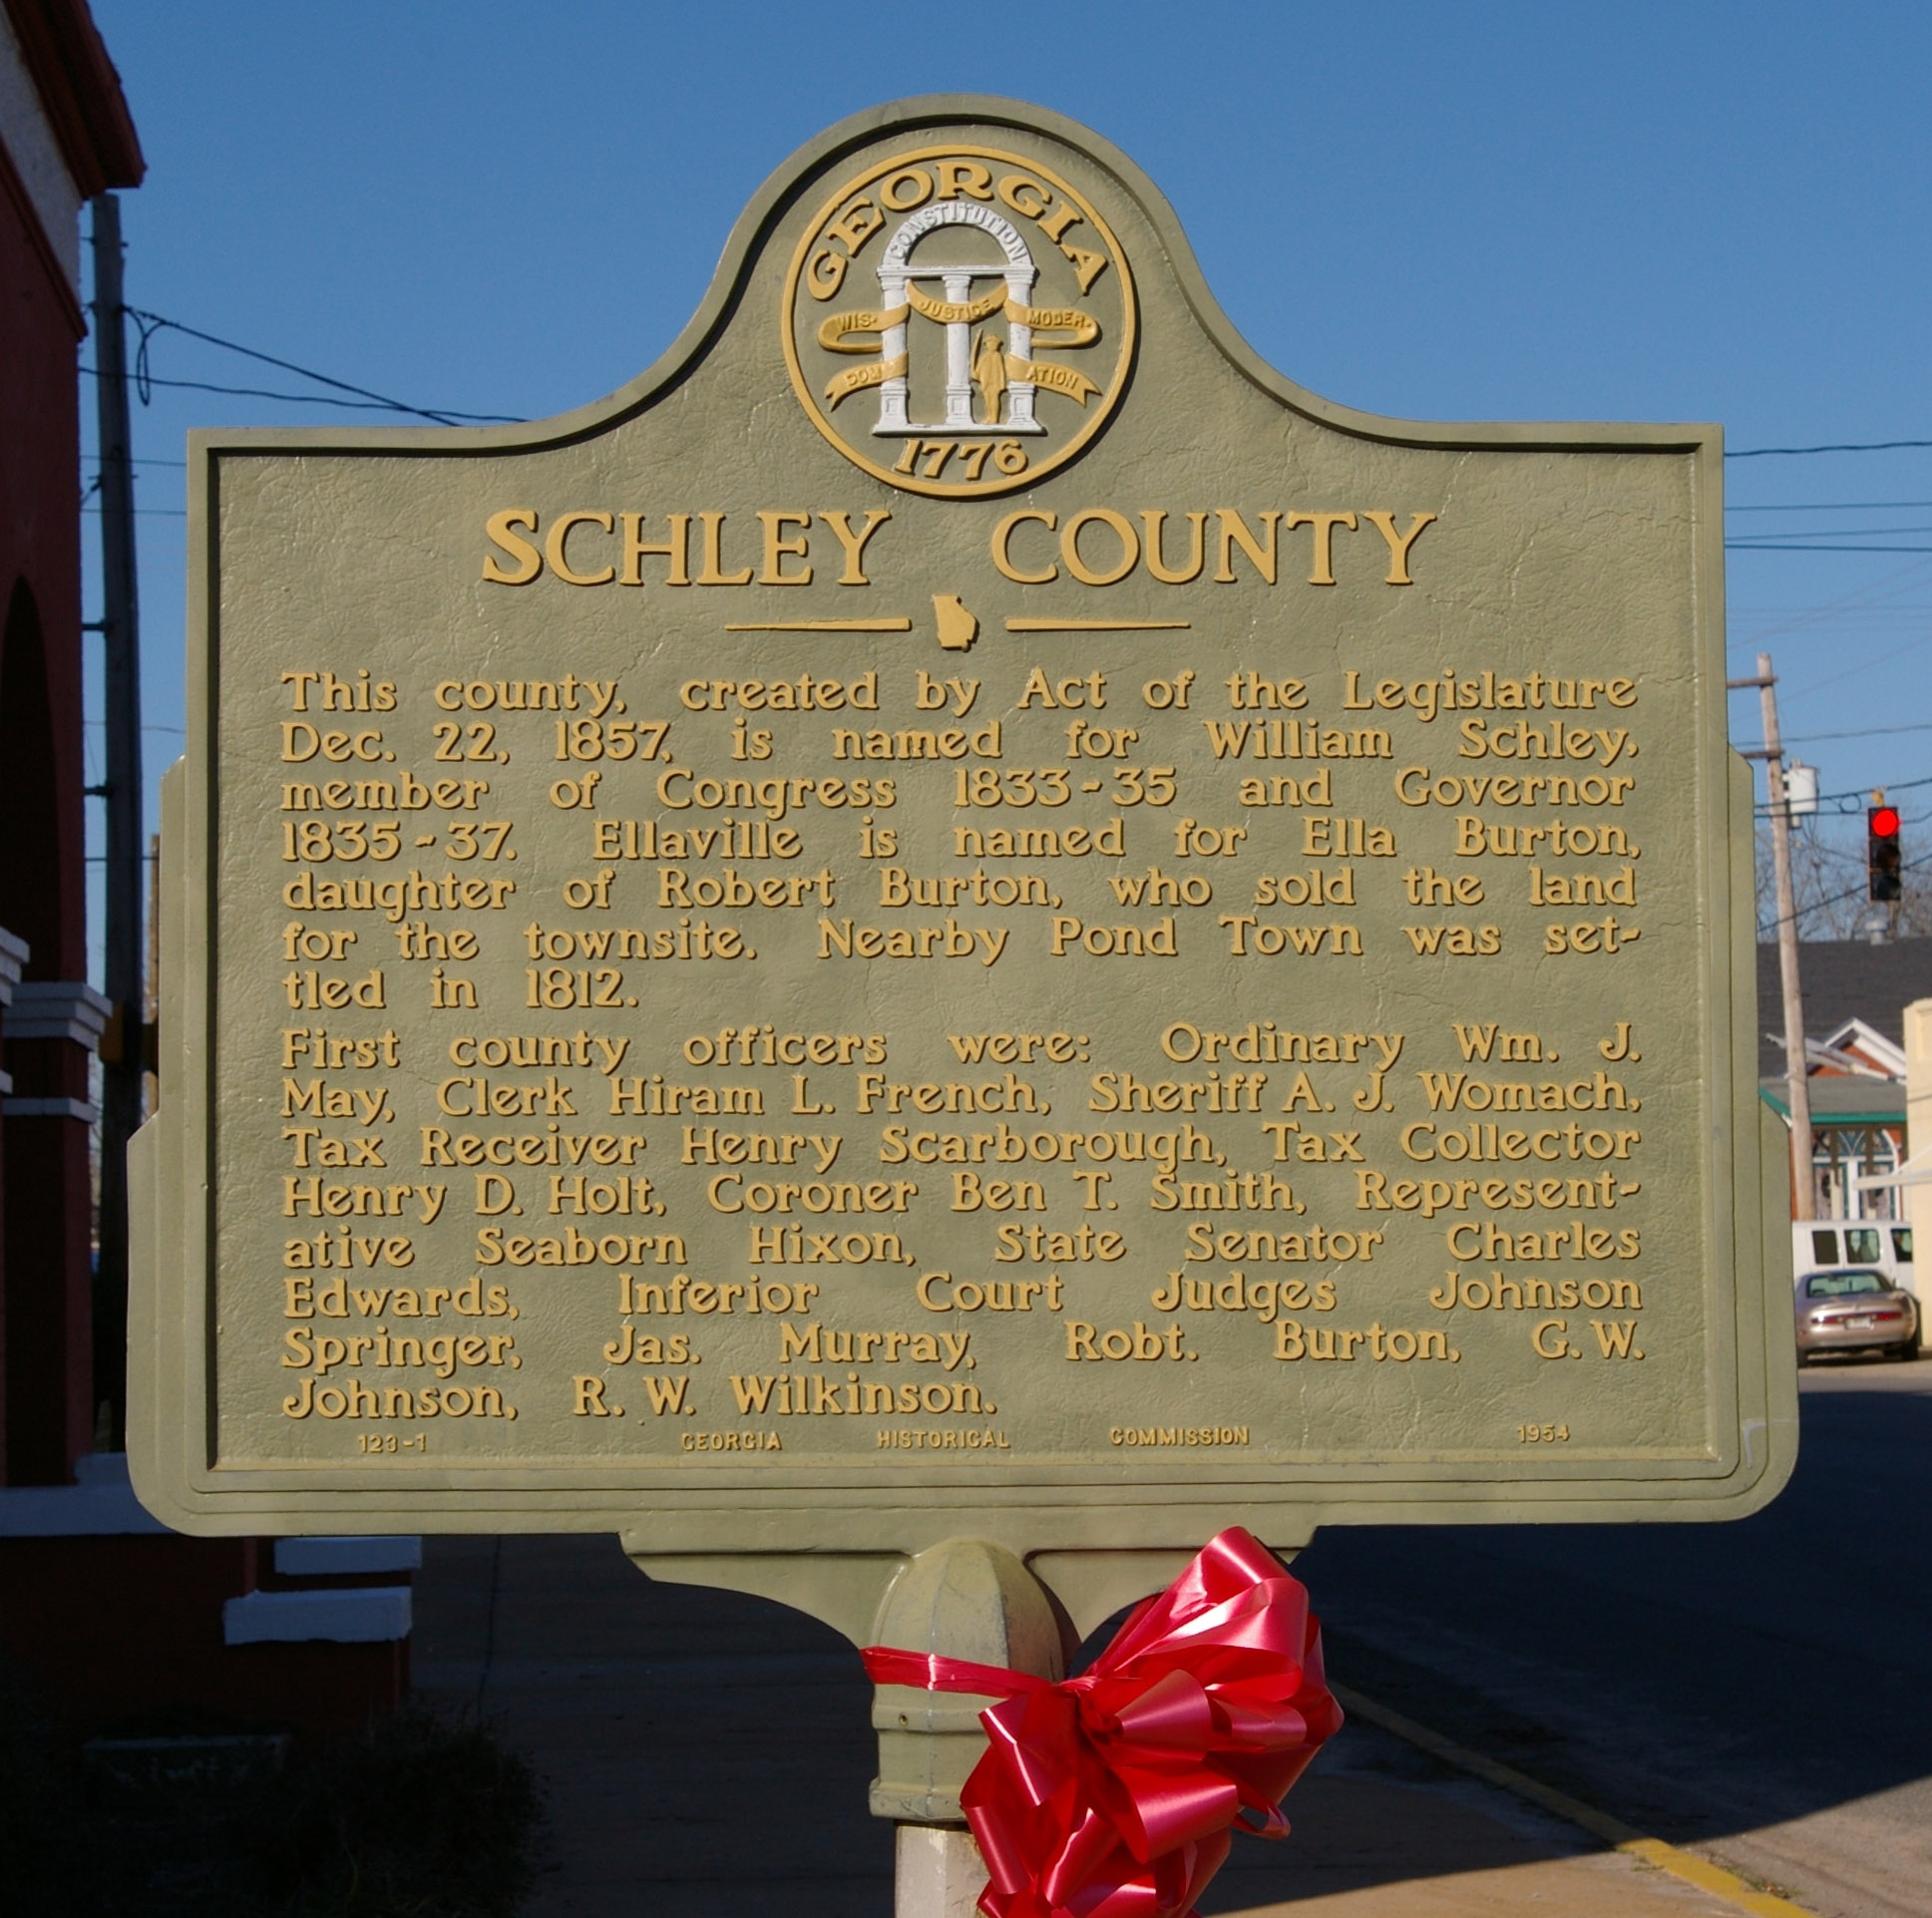 GEORGIA
CONSTITUTION
WIS- JUSTICE MODER-
DOM ATION
1776
SCHLEY COUNTY
This county, created by Act of the Legislature
Dec. 22, 1857, is named for William Schley,
member of Congress 1833-35 and Governor
1835-37. Ellaville is named for Ella Burton,
daughter of Robert Burton, who sold the land
for the townsite. Nearby Pond Town was set-
tled in 1812.
First county officers were: Ordinary Wm. J.
May, Clerk Hiram L. French, Sheriff A. J. Womach,
Tax Receiver Henry Scarborough, Tax Collector
Henry D. Holt, Coroner Ben T. Smith, Represent-
ative Seaborn Hixon, State Senator Charles
Edwards, Inferior Court Judges Johnson
Springer, Jas. Murray, Robt. Burton, G. W.
Johnson, R. W. Wilkinson.
123-1 GEORGIA HISTORICAL COMMISSION 1954